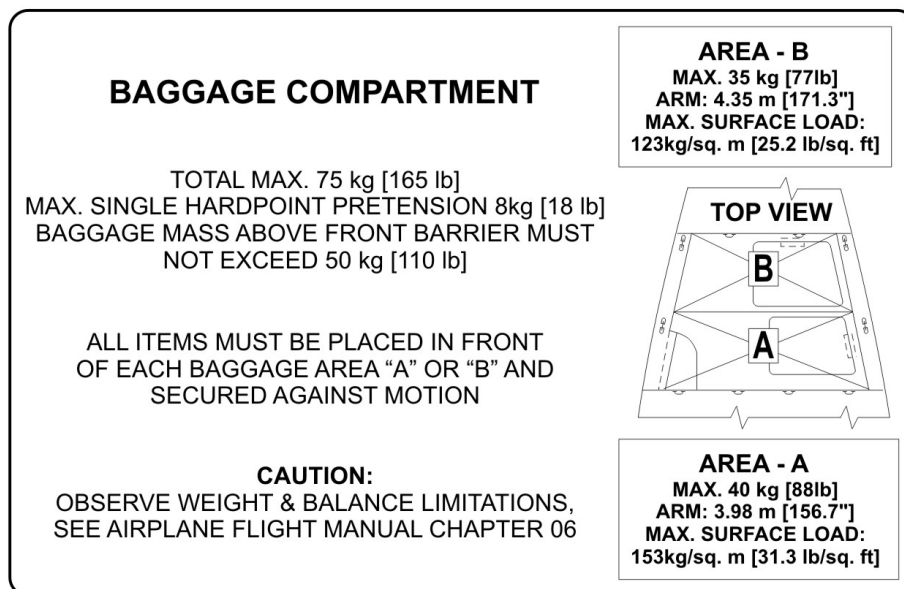 BAGGAGE COMPARTMENT
TOTAL MAX. 75 kg [165 lb]
MAX. SINGLE HARDPOINT PRETENSION 8kg [18 lb]
BAGGAGE MASS ABOVE FRONT BARRIER MUST
NOT EXCEED 50 kg [110 lb]
ALL ITEMS MUST BE PLACED IN FRONT
OF EACH BAGGAGE AREA “A” OR “B” AND
SECURED AGAINST MOTION
CAUTION:
OBSERVE WEIGHT & BALANCE LIMITATIONS,
SEE AIRPLANE FLIGHT MANUAL CHAPTER 06
AREA - B
MAX. 35 kg [77lb]
ARM: 4.35 m [171.3"]
MAX. SURFACE LOAD:
123kg/sq. m [25.2 lb/sq. ft]
TOP VIEW
B
A
AREA - A
MAX. 40 kg [88lb]
ARM: 3.98 m [156.7"]
MAX. SURFACE LOAD:
153kg/sq. m [31.3 lb/sq. ft]